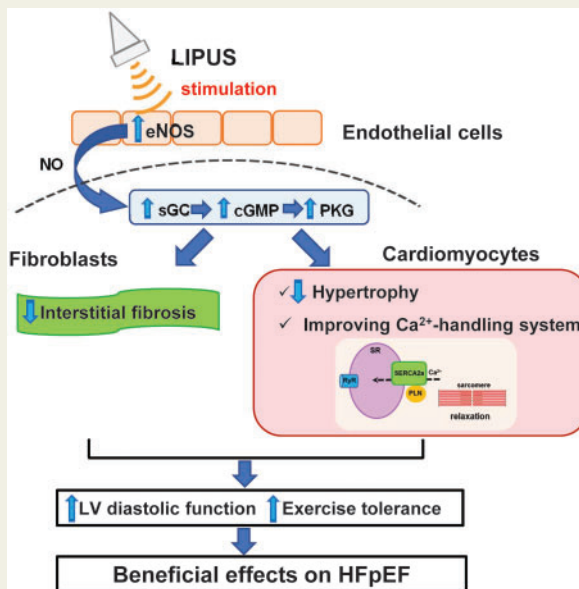 LIPUS
stimulation
eNOS
Endothelial cells
NO
sGC cGMP PKG
Fibroblasts
Cardiomyocytes
Interstitial fibrosis
✓ Hypertrophy
✓ Improving Ca²⁺-handling system
SR
SERCA2a
Ca²⁺
RyR
PLN
sarcomere
relaxation
LV diastolic function Exercise tolerance
Beneficial effects on HFpEF